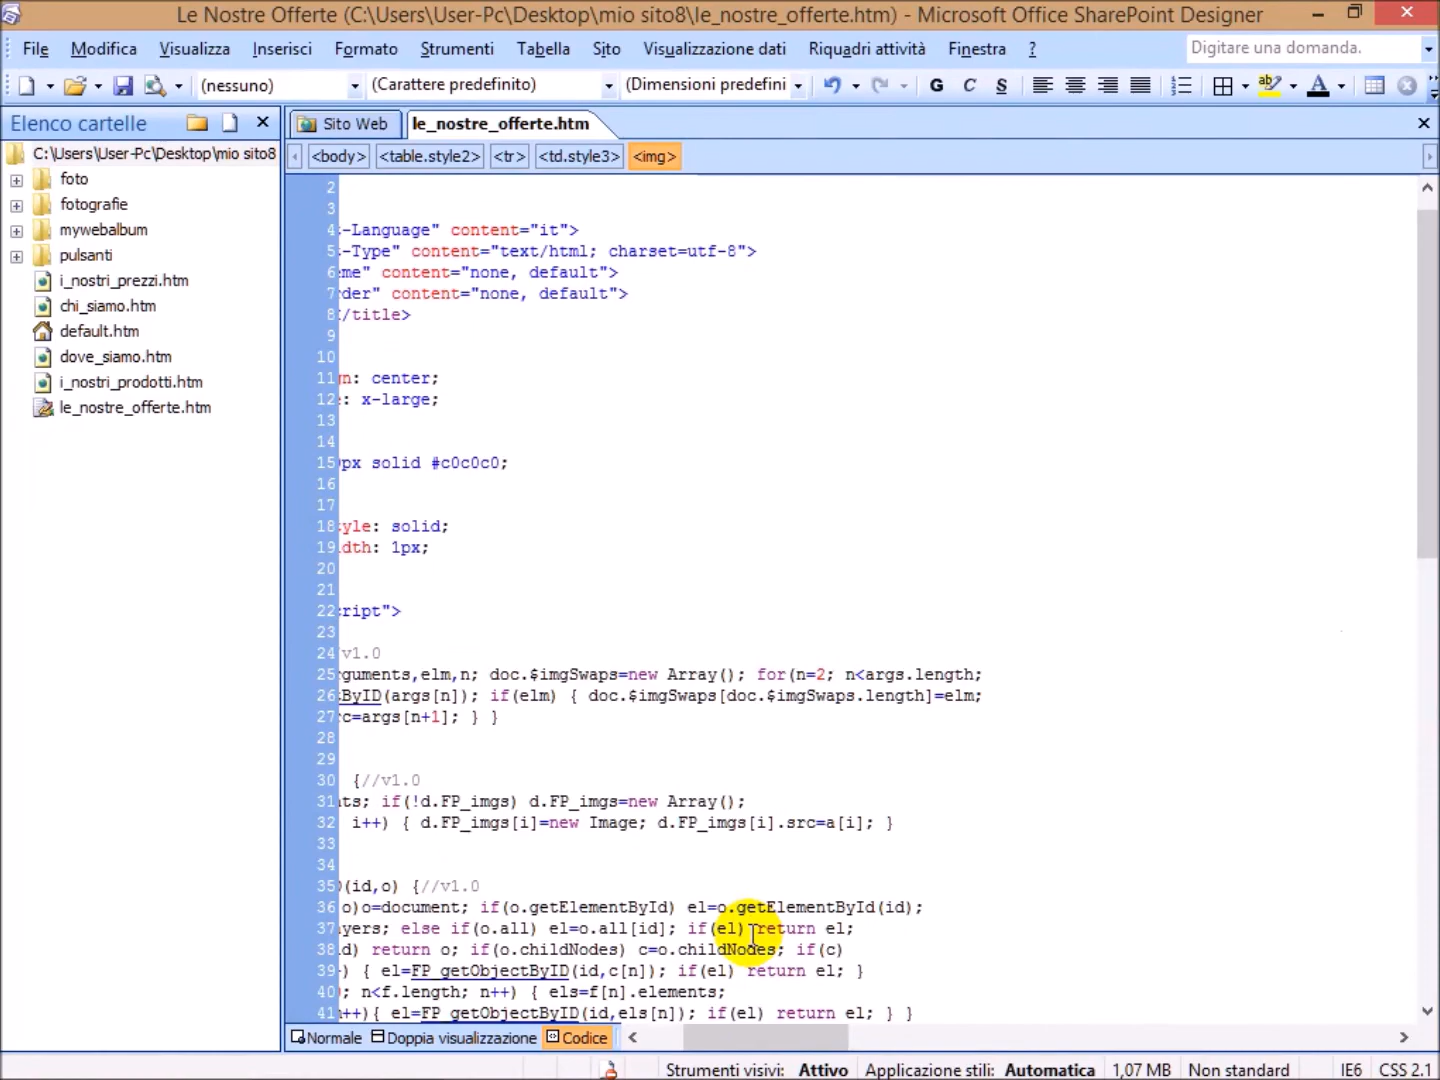 Le Nostre Offerte (C:\Users\User-Pc\Desktop\mio sito8\le_nostre_offerte.htm) - Microsoft Office SharePoint Designer
File Modifica Visualizza Inserisci Formato Strumenti Tabella Sito Visualizzazione dati Riquadri attività Finestra ? Digitare una domanda.
(nessuno) (Carattere predefinito) (Dimensioni predefini G C S
Elenco cartelle
C:\Users\User-Pc\Desktop\mio sito8
foto
fotografie
mywebalbum
pulsanti
i_nostri_prezzi.htm
chi_siamo.htm
default.htm
dove_siamo.htm
i_nostri_prodotti.htm
le_nostre_offerte.htm
Sito Web le_nostre_offerte.htm
<body> <table.style2> <tr> <td.style3> <img>
2
3
4 -Language" content="it">
5 -Type" content="text/html; charset=utf-8">
6 me" content="none, default">
7 der" content="none, default">
8 /title>
9
10
11 n: center;
12 : x-large;
13
14
15 px solid #c0c0c0;
16
17
18 yle: solid;
19 dth: 1px;
20
21
22 ript">
23
24 v1.0
25 guments,elm,n; doc.$imgSwaps=new Array(); for(n=2; n<args.length;
26 ByID(args[n]); if(elm) { doc.$imgSwaps[doc.$imgSwaps.length]=elm;
27 c=args[n+1]; } }
28
29
30 {//v1.0
31 ts; if(!d.FP_imgs) d.FP_imgs=new Array();
32 i++) { d.FP_imgs[i]=new Image; d.FP_imgs[i].src=a[i]; }
33
34
35 (id,o) {//v1.0
36 o)o=document; if(o.getElementById) el=o.getElementById(id);
37 yers; else if(o.all) el=o.all[id]; if(el) return el;
38 d) return o; if(o.childNodes) c=o.childNodes; if(c)
39 ) { el=FP_getObjectByID(id,c[n]); if(el) return el; }
40 ; n<f.length; n++) { els=f[n].elements;
41 ++){ el=FP_getObjectByID(id,els[n]); if(el) return el; } }
Normale Doppia visualizzazione Codice
Strumenti visivi: Attivo Applicazione stili: Automatica 1,07 MB Non standard IE6 CSS 2.1